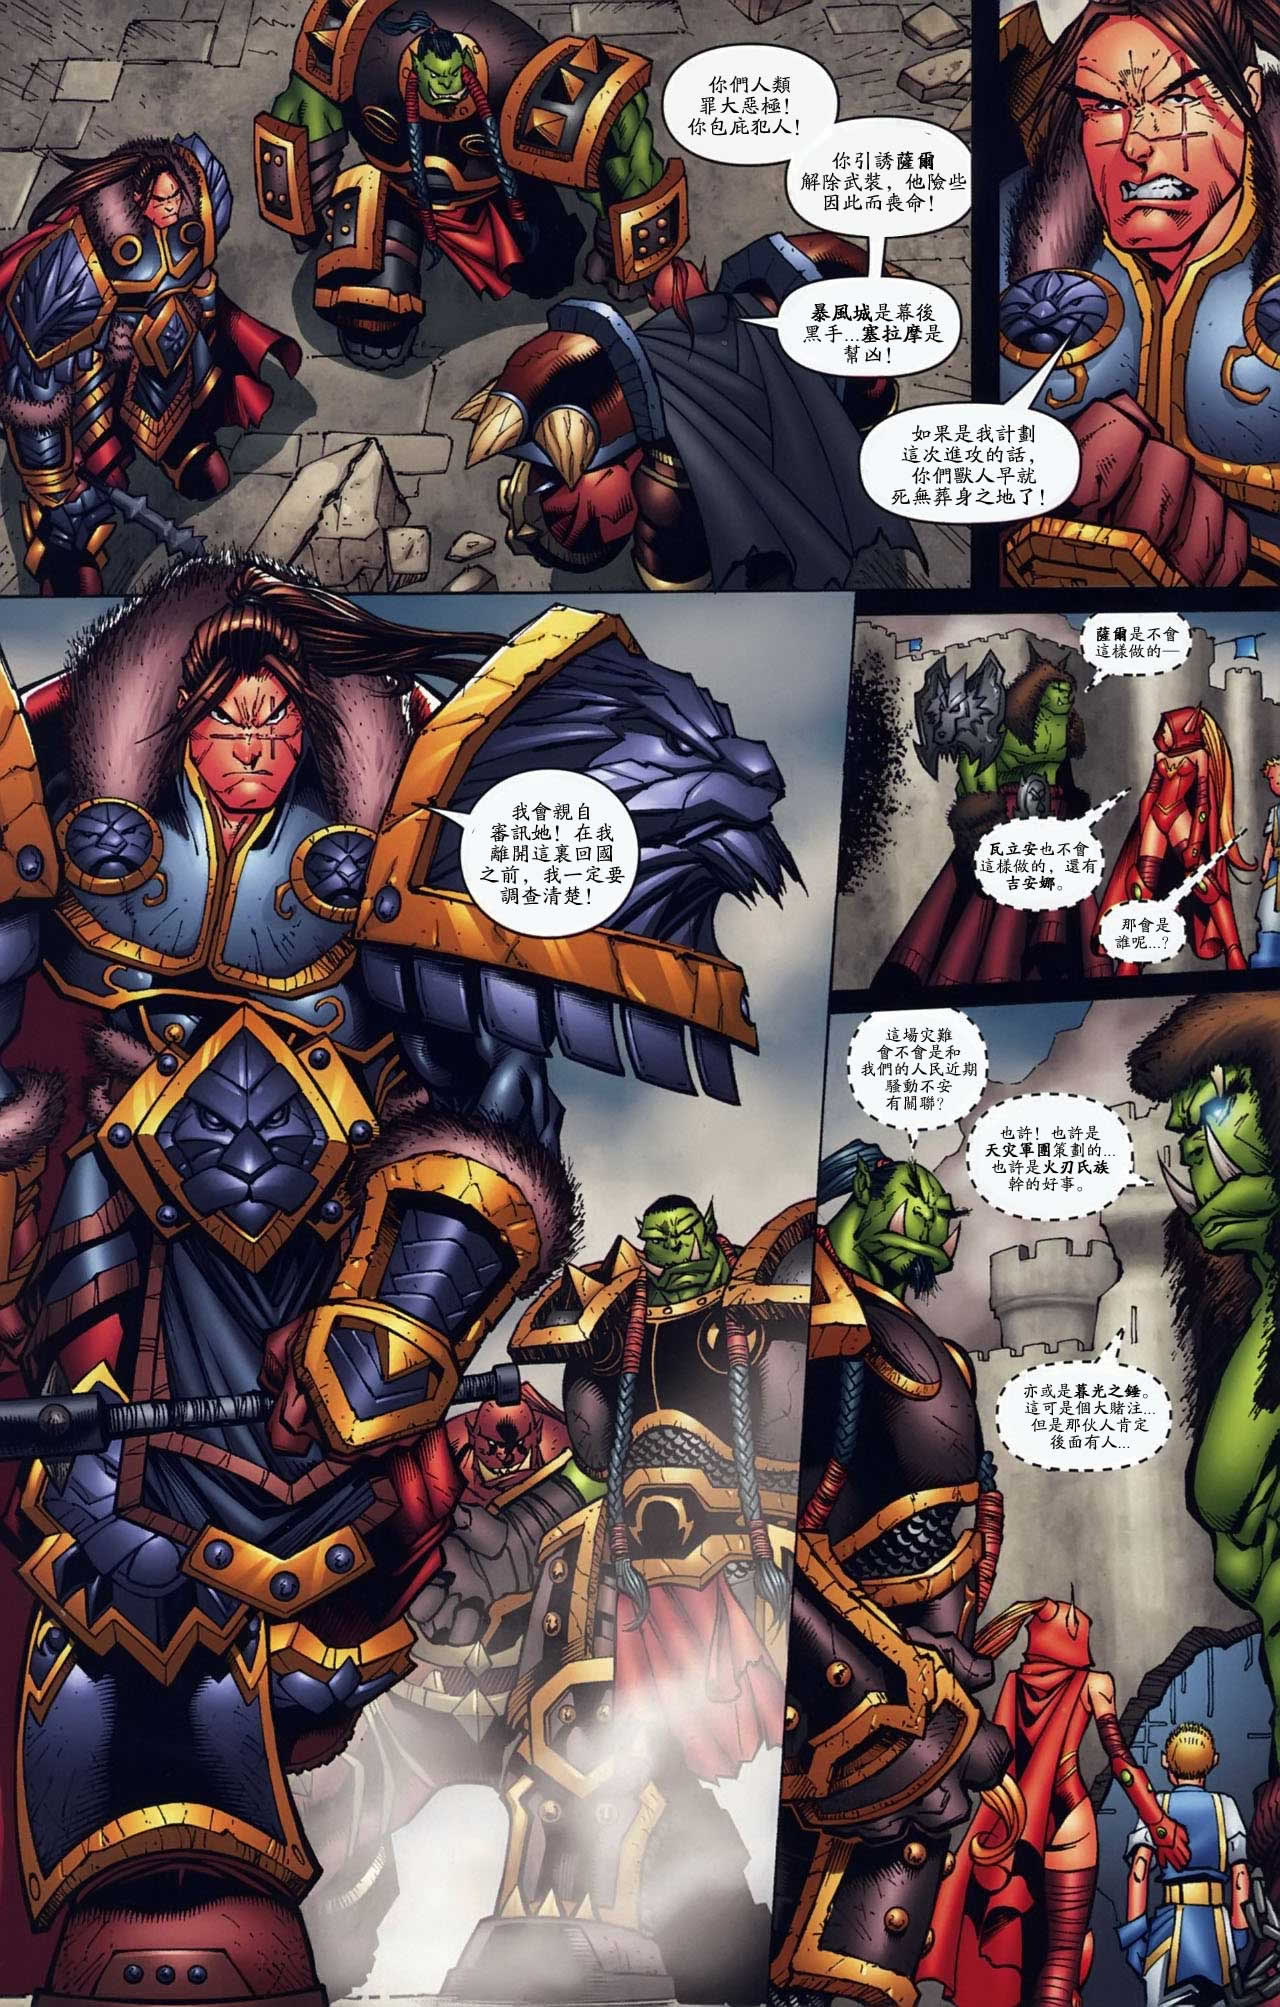 你們人類
罪大惡極!
你包庇犯人!
你引誘薩爾
解除武裝，他險些
因此而喪命!
暴風城是幕後
黑手...塞拉摩是
幫凶!
如果是我計劃
這次進攻的話，
你們獸人早就
死無葬身之地了!
我會親自
審訊她! 在我
離開這裏回國
之前，我一定要
調查清楚!
薩爾是不會
這樣做的—
瓦立安也不會
這樣做的，還有
吉安娜。
那會是
誰呢...?
這場灾難
會不會是和
我們的人民近期
騷動不安
有關聯?
也許! 也許是
天灾軍團策劃的...
也許是火刃氏族
幹的好事。
亦或是暮光之錘。
這可是個大賭注...
但是那伙人肯定
後面有人...